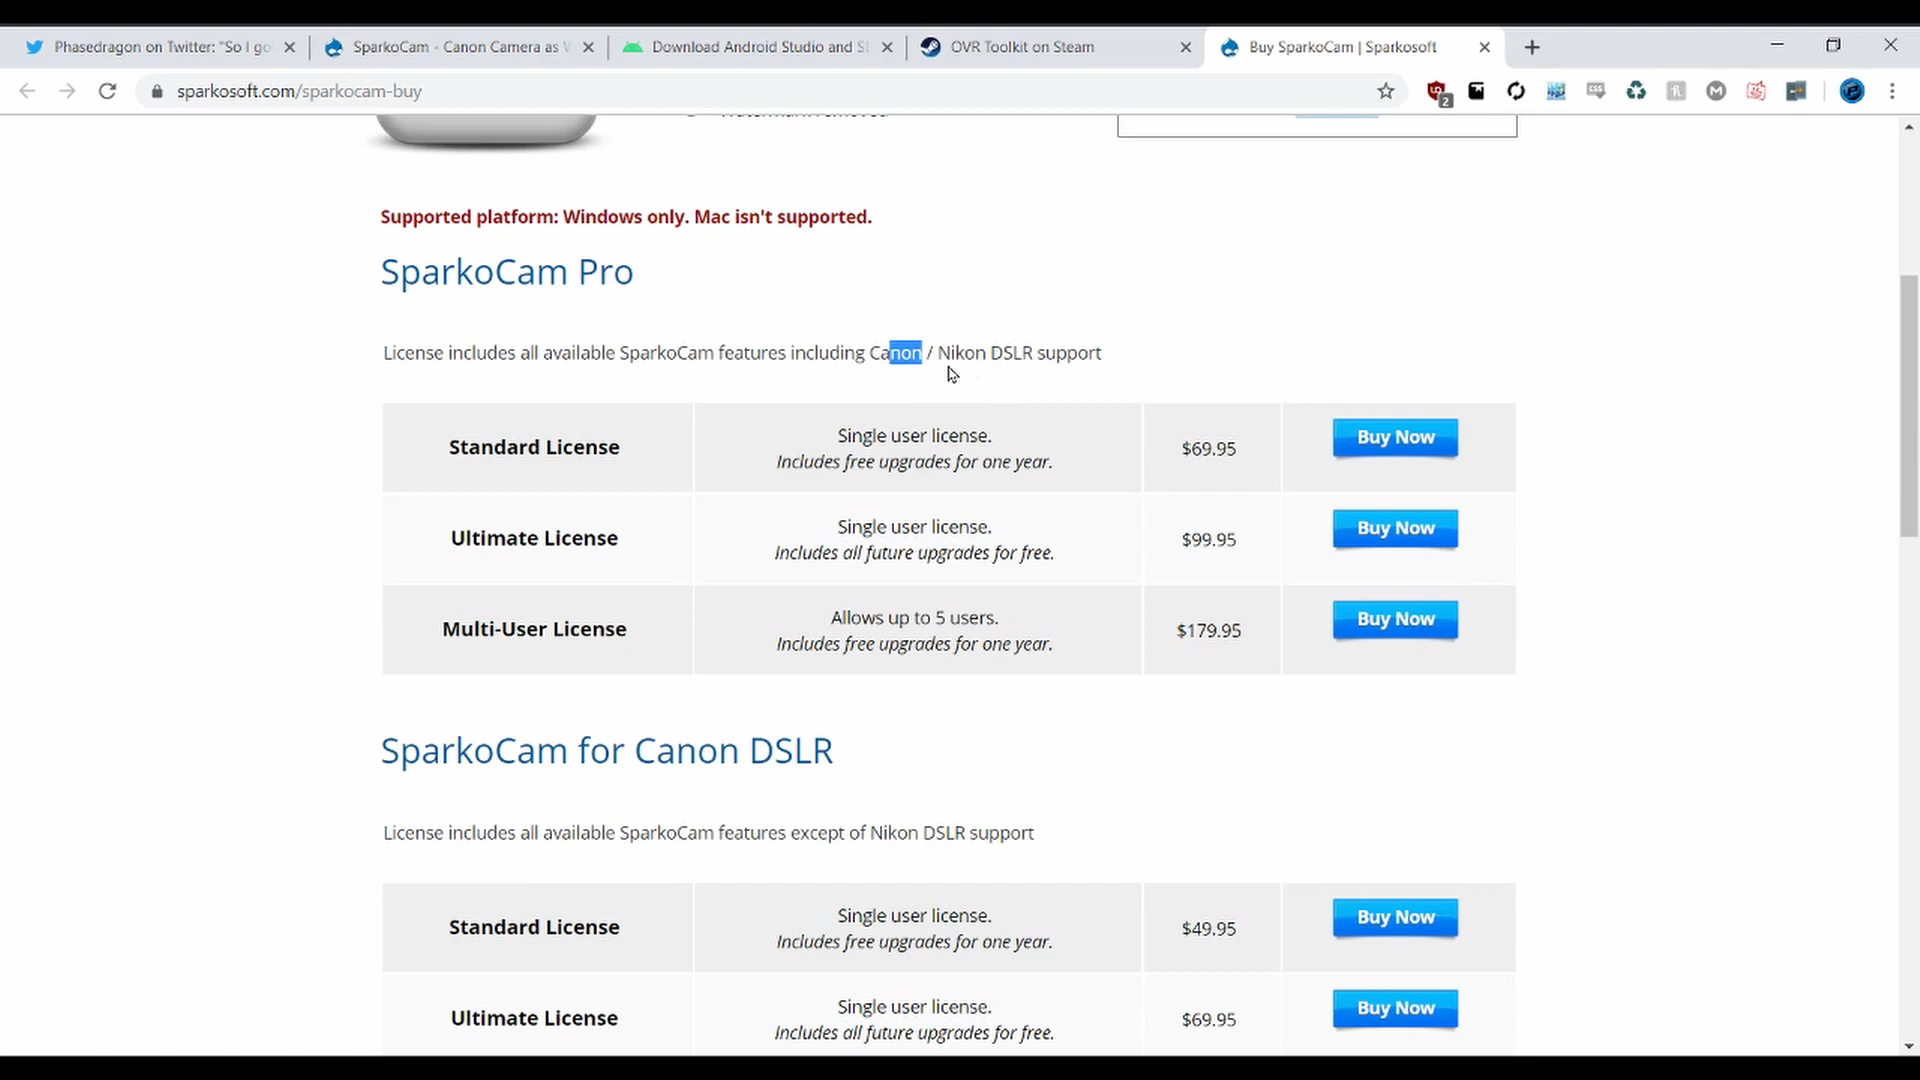 Phasedragon on Twitter: "So I go
SparkoCam - Canon Camera as W
Download Android Studio and S
OVR Toolkit on Steam
Buy SparkoCam | Sparkosoft
sparkosoft.com/sparkocam-buy
2
Supported platform: Windows only. Mac isn't supported.
SparkoCam Pro
License includes all available SparkoCam features including Canon / Nikon DSLR support
Standard License
Single user license.
Includes free upgrades for one year.
$69.95
Buy Now
Ultimate License
Single user license.
Includes all future upgrades for free.
$99.95
Buy Now
Multi-User License
Allows up to 5 users.
Includes free upgrades for one year.
$179.95
Buy Now
SparkoCam for Canon DSLR
License includes all available SparkoCam features except of Nikon DSLR support
Standard License
Single user license.
Includes free upgrades for one year.
$49.95
Buy Now
Ultimate License
Single user license.
Includes all future upgrades for free.
$69.95
Buy Now